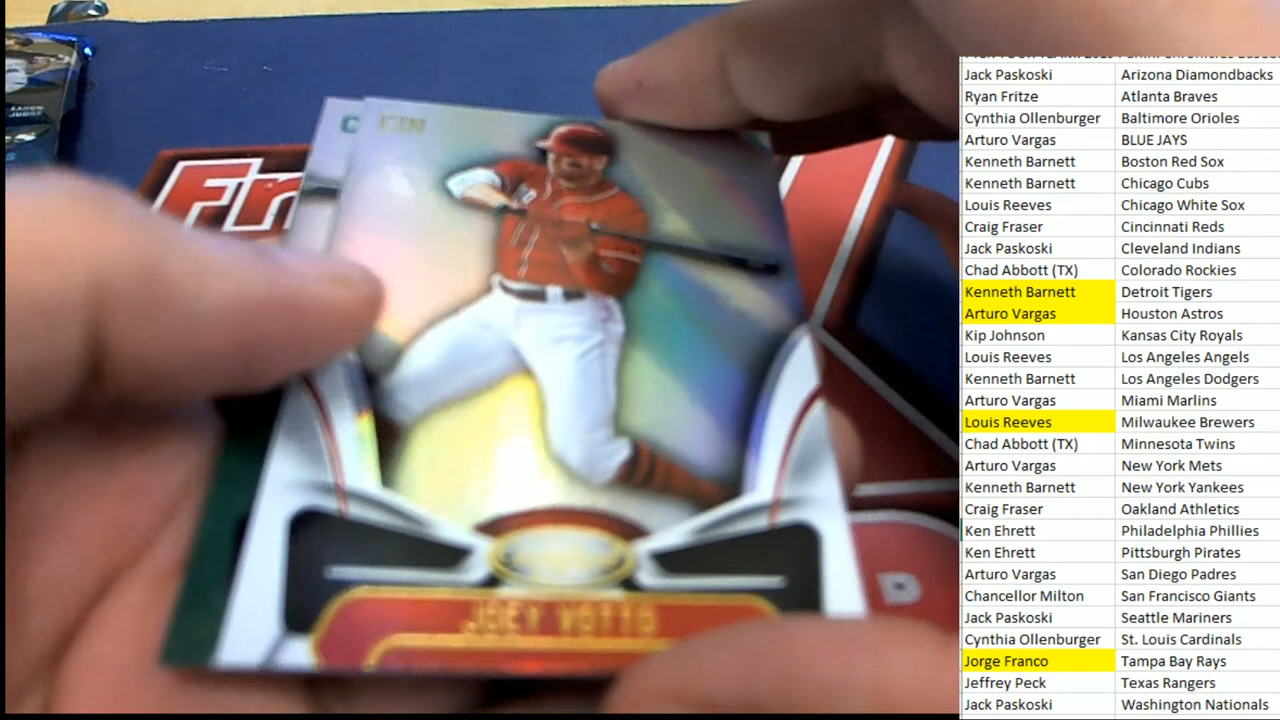 AARON
JUDGE
Fr
C CIN
JOEY VOTTO
D
Jack Paskoski Arizona Diamondbacks
Ryan Fritze Atlanta Braves
Cynthia Ollenburger Baltimore Orioles
Arturo Vargas BLUE JAYS
Kenneth Barnett Boston Red Sox
Kenneth Barnett Chicago Cubs
Louis Reeves Chicago White Sox
Craig Fraser Cincinnati Reds
Jack Paskoski Cleveland Indians
Chad Abbott (TX) Colorado Rockies
Kenneth Barnett Detroit Tigers
Arturo Vargas Houston Astros
Kip Johnson Kansas City Royals
Louis Reeves Los Angeles Angels
Kenneth Barnett Los Angeles Dodgers
Arturo Vargas Miami Marlins
Louis Reeves Milwaukee Brewers
Chad Abbott (TX) Minnesota Twins
Arturo Vargas New York Mets
Kenneth Barnett New York Yankees
Craig Fraser Oakland Athletics
Ken Ehrett Philadelphia Phillies
Ken Ehrett Pittsburgh Pirates
Arturo Vargas San Diego Padres
Chancellor Milton San Francisco Giants
Jack Paskoski Seattle Mariners
Cynthia Ollenburger St. Louis Cardinals
Jorge Franco Tampa Bay Rays
Jeffrey Peck Texas Rangers
Jack Paskoski Washington Nationals